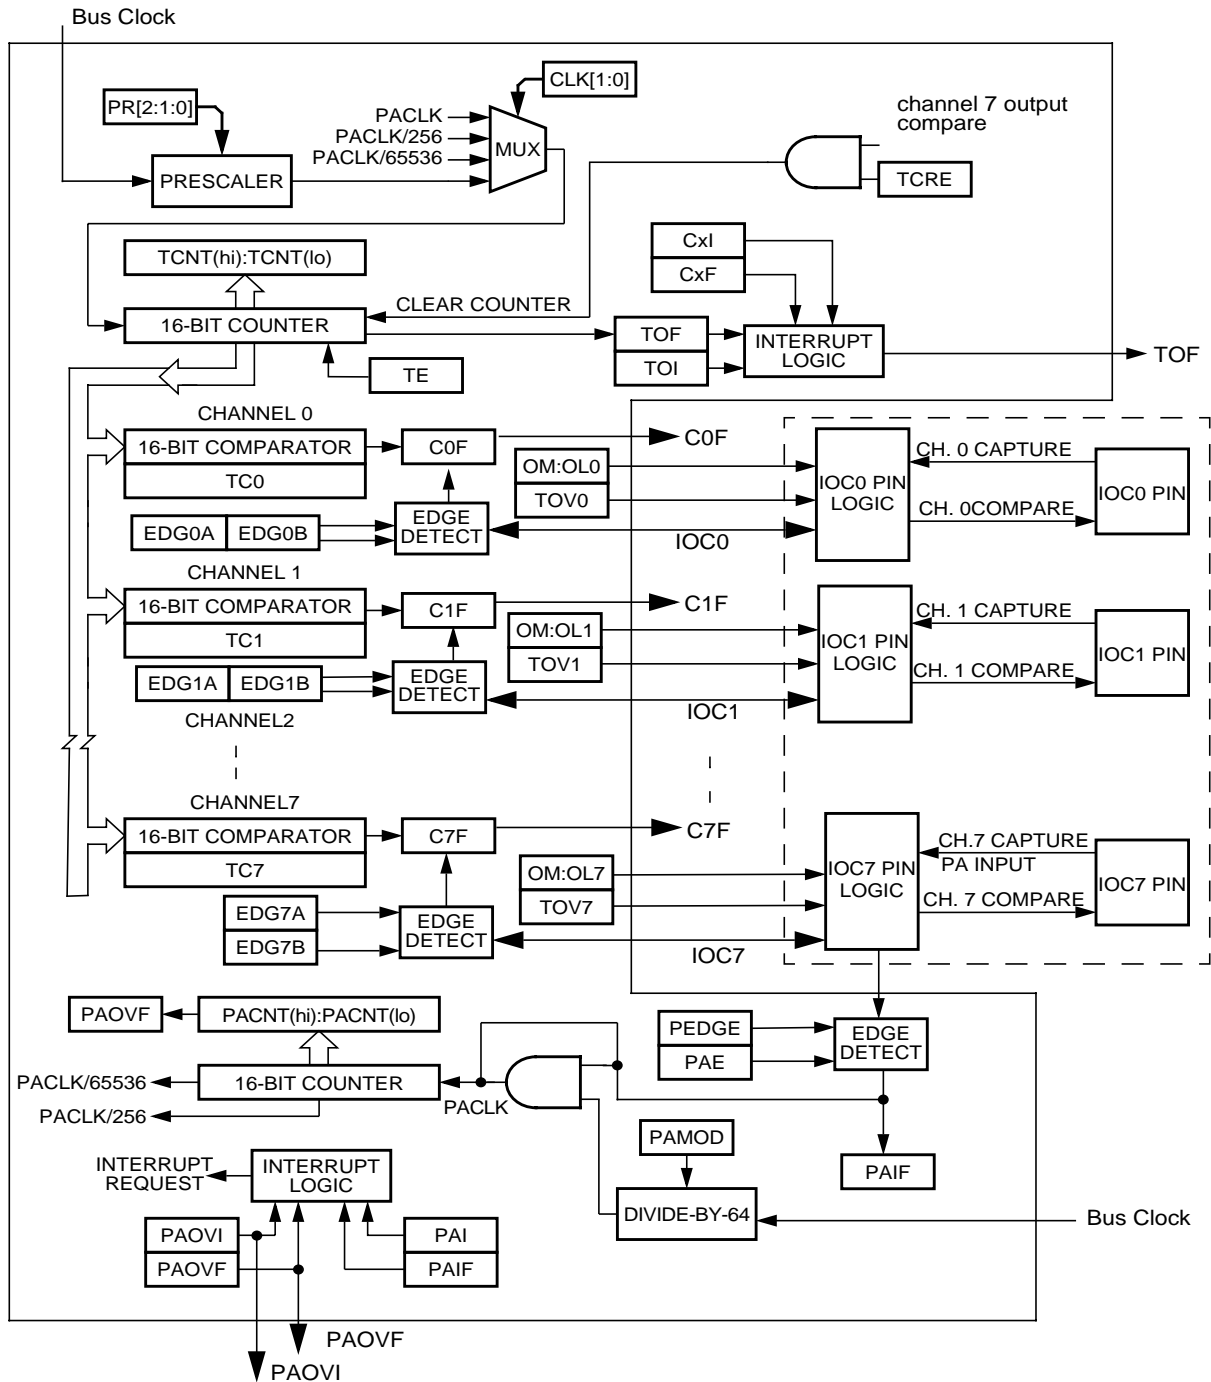 Bus Clock
CLK[1:0]
PR[2:1:0]
PACLK
PACLK/256
PACLK/65536
MUX
channel 7 output
compare
PRESCALER
TCRE
CxI
CxF
TCNT(hi):TCNT(lo)
CLEAR COUNTER
16-BIT COUNTER
TOF
TOI
INTERRUPT
LOGIC
TOF
TE
CHANNEL 0
16-BIT COMPARATOR
TC0
C0F
C0F
OM:OL0
TOV0
IOC0 PIN
LOGIC
CH. 0 CAPTURE
CH. 0COMPARE
IOC0 PIN
EDG0A
EDG0B
EDGE
DETECT
IOC0
CHANNEL 1
16-BIT COMPARATOR
TC1
C1F
C1F
OM:OL1
TOV1
IOC1 PIN
LOGIC
CH. 1 CAPTURE
CH. 1 COMPARE
IOC1 PIN
EDG1A
EDG1B
EDGE
DETECT
IOC1
CHANNEL2
CHANNEL7
16-BIT COMPARATOR
TC7
C7F
C7F
OM:OL7
TOV7
IOC7 PIN
LOGIC
CH.7 CAPTURE
PA INPUT
CH. 7 COMPARE
IOC7 PIN
EDG7A
EDG7B
EDGE
DETECT
IOC7
PAOVF
PACNT(hi):PACNT(lo)
PEDGE
PAE
EDGE
DETECT
PACLK/65536
16-BIT COUNTER
PACLK
PACLK/256
PAMOD
PAIF
INTERRUPT
REQUEST
INTERRUPT
LOGIC
DIVIDE-BY-64
Bus Clock
PAOVI
PAOVF
PAI
PAIF
PAOVF
PAOVI